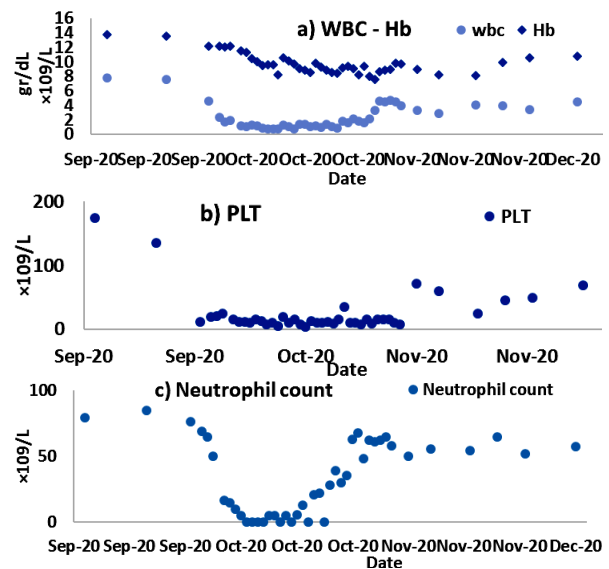 a) WBC - Hb
wbc
Hb
gr/dL
×109/L
16
14
12
10
8
6
4
2
0
Sep-20 Sep-20 Sep-20 Oct-20 Oct-20 Oct-20 Nov-20 Nov-20 Nov-20 Dec-20
Date
b) PLT
PLT
×109/L
200
100
0
Sep-20 Sep-20 Oct-20 Nov-20 Nov-20
Date
c) Neutrophil count
Neutrophil count
×109/L
100
50
0
Sep-20 Sep-20 Sep-20 Oct-20 Oct-20 Oct-20 Nov-20 Nov-20 Nov-20 Dec-20
Date